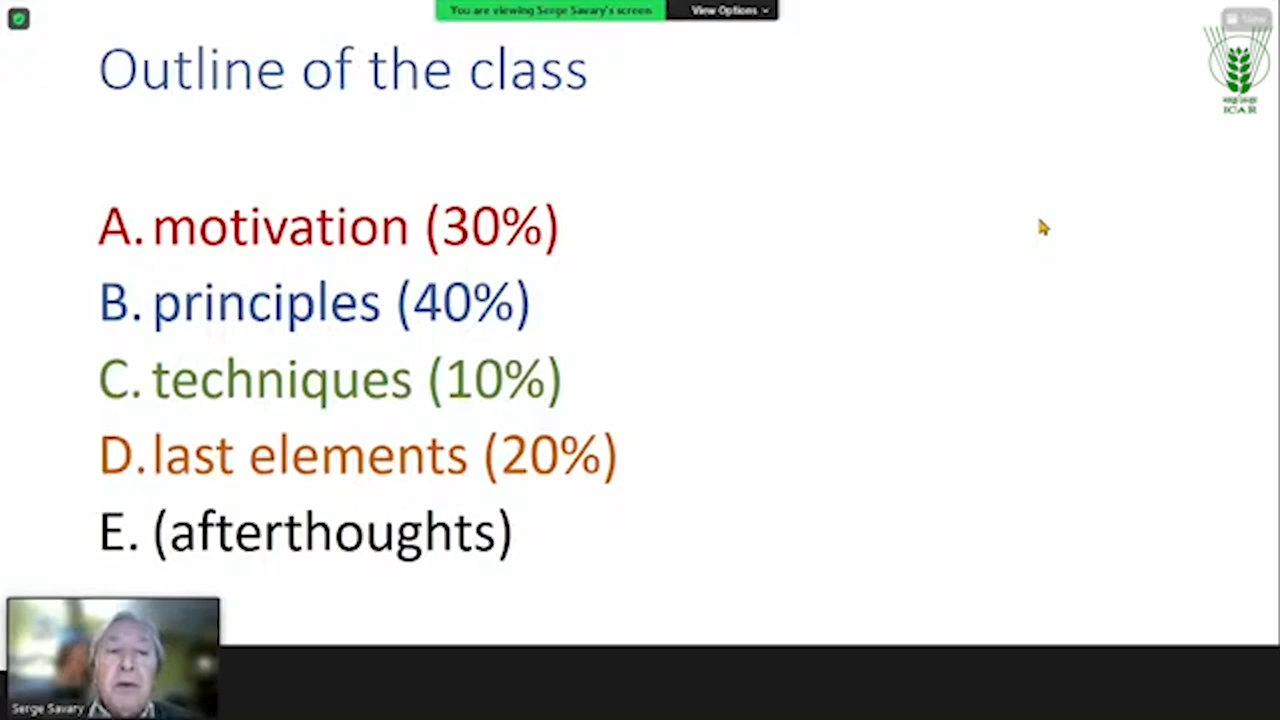 You are viewing Serge Savary's screen
View Options
View
Outline of the class
ICAR
A. motivation (30%)
B. principles (40%)
C. techniques (10%)
D. last elements (20%)
E. (afterthoughts)
Serge Savary